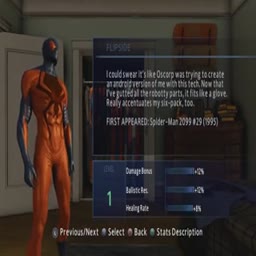 FLIPSIDE
I could swear it's like Oscorp was trying to create
an android version of me with this tech. Now that
I've gutted all the robotty parts, it fits like a glove.
Really accentuates my six-pack, too.
FIRST APPEARED: Spider-Man 2099 #29 (1995)
LEVEL
1
Damage Bonus +12%
Ballistic Res. +12%
Healing Rate +8%
Previous/Next Select Back Stats Description